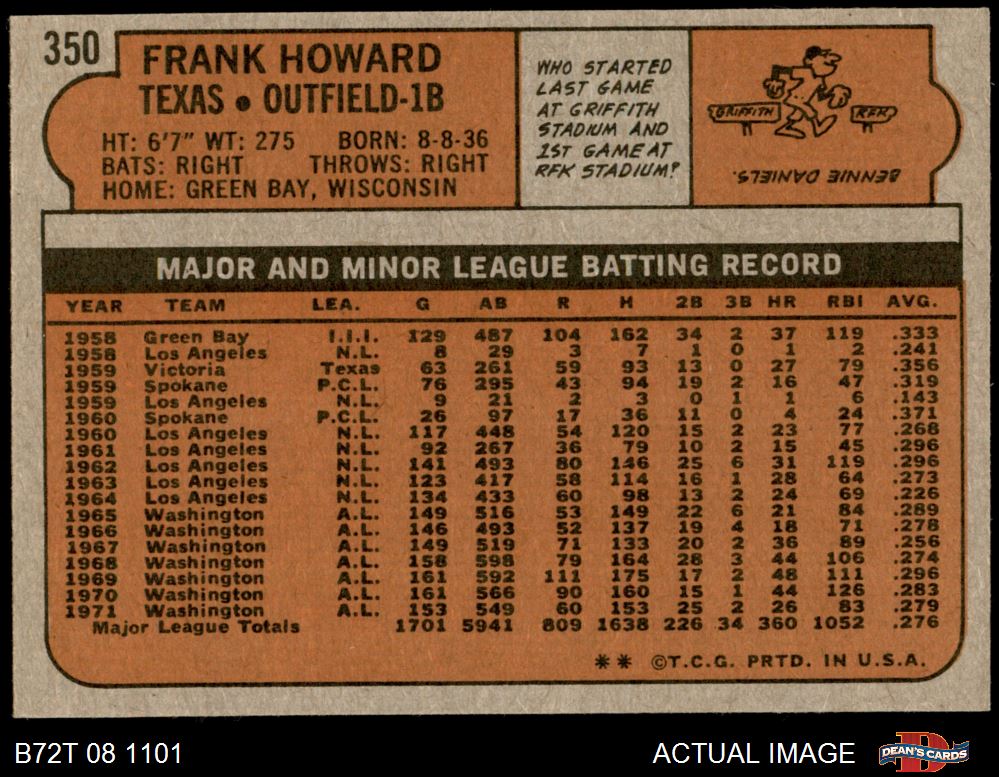 350
FRANK HOWARD
TEXAS • OUTFIELD-1B
HT: 6'7" WT: 275 BORN: 8-8-36
BATS: RIGHT THROWS: RIGHT
HOME: GREEN BAY, WISCONSIN
WHO STARTED
LAST GAME
AT GRIFFITH
STADIUM AND
1ST GAME AT
RFK STADIUM?
GRIFFITH RFK
BENNIE DANIELS.
MAJOR AND MINOR LEAGUE BATTING RECORD
YEAR TEAM LEA. G AB R H 2B 3B HR RBI AVG.
1958 Green Bay I.I.I. 129 487 104 162 34 2 37 119 .333
1958 Los Angeles N.L. 8 29 3 7 1 0 1 2 .241
1959 Victoria Texas 63 261 59 93 13 0 27 79 .356
1959 Spokane P.C.L. 76 295 43 94 19 2 16 47 .319
1959 Los Angeles N.L. 9 21 2 3 0 1 1 6 .143
1960 Spokane P.C.L. 26 97 17 36 11 0 4 24 .371
1960 Los Angeles N.L. 117 448 54 120 15 2 23 77 .268
1961 Los Angeles N.L. 92 267 36 79 10 2 15 45 .296
1962 Los Angeles N.L. 141 493 80 146 25 6 31 119 .296
1963 Los Angeles N.L. 123 417 58 114 16 1 28 64 .273
1964 Los Angeles N.L. 134 433 60 98 13 2 24 69 .226
1965 Washington A.L. 149 516 53 149 22 6 21 84 .289
1966 Washington A.L. 146 493 52 137 19 4 18 71 .278
1967 Washington A.L. 149 519 71 133 20 2 36 89 .256
1968 Washington A.L. 158 598 79 164 28 3 44 106 .274
1969 Washington A.L. 161 592 111 175 17 2 48 111 .296
1970 Washington A.L. 161 566 90 160 15 1 44 126 .283
1971 Washington A.L. 153 549 60 153 25 2 26 83 .279
Major League Totals 1701 5941 809 1638 226 34 360 1052 .276
** ©T.C.G. PRTD. IN U.S.A.
B72T 08 1101 ACTUAL IMAGE DEAN'S CARDS